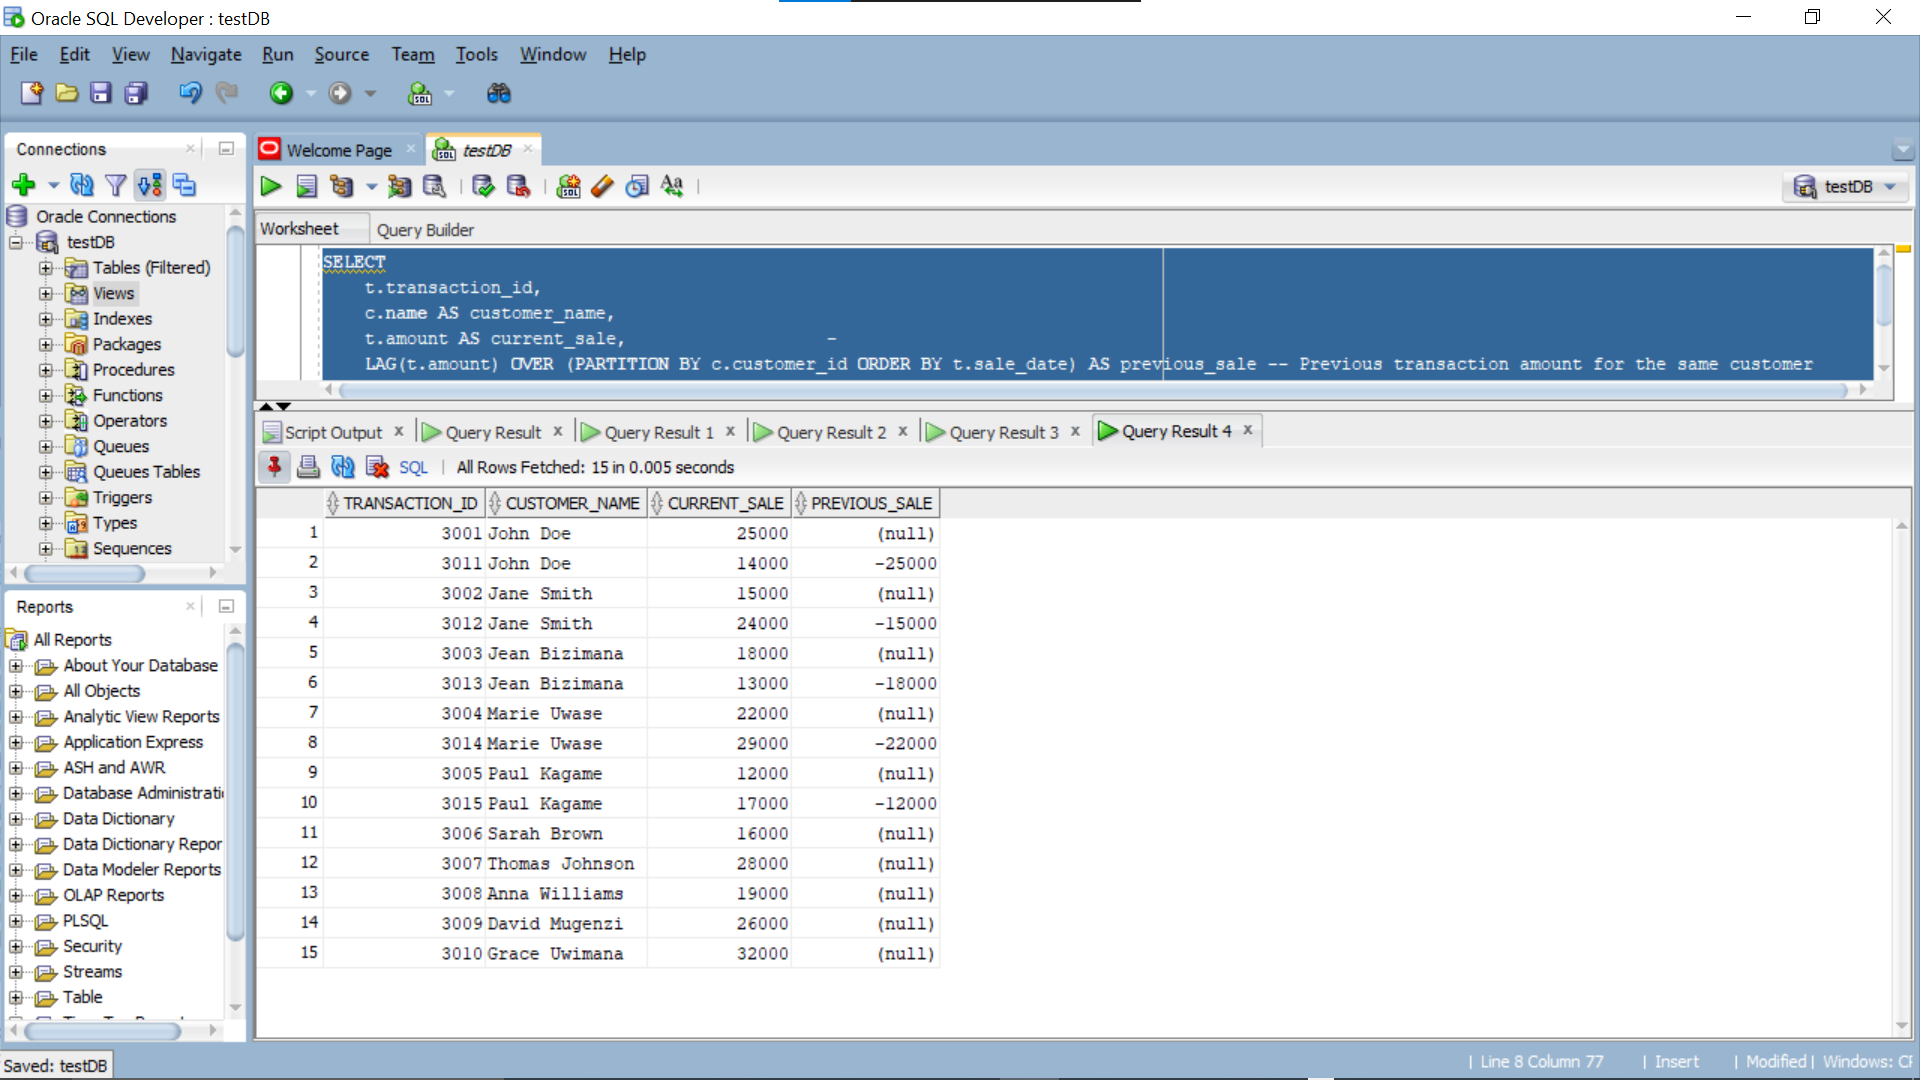 Oracle SQL Developer : testDB
File Edit View Navigate Run Source Team Tools Window Help
Connections
Oracle Connections
testDB
Tables (Filtered)
Views
Indexes
Packages
Procedures
Functions
Operators
Queues
Queues Tables
Triggers
Types
Sequences
Reports
All Reports
About Your Database
All Objects
Analytic View Reports
Application Express
ASH and AWR
Database Administrati
Data Dictionary
Data Dictionary Repor
Data Modeler Reports
OLAP Reports
PLSQL
Security
Streams
Table
Welcome Page testDB
testDB
Worksheet Query Builder
SELECT
t.transaction_id,
c.name AS customer_name,
t.amount AS current_sale,
LAG(t.amount) OVER (PARTITION BY c.customer_id ORDER BY t.sale_date) AS previous_sale -- Previous transaction amount for the same customer
Script Output x Query Result x Query Result 1 x Query Result 2 x Query Result 3 x Query Result 4 x
SQL | All Rows Fetched: 15 in 0.005 seconds
TRANSACTION_ID CUSTOMER_NAME CURRENT_SALE PREVIOUS_SALE
1 3001 John Doe 25000 (null)
2 3011 John Doe 14000 -25000
3 3002 Jane Smith 15000 (null)
4 3012 Jane Smith 24000 -15000
5 3003 Jean Bizimana 18000 (null)
6 3013 Jean Bizimana 13000 -18000
7 3004 Marie Uwase 22000 (null)
8 3014 Marie Uwase 29000 -22000
9 3005 Paul Kagame 12000 (null)
10 3015 Paul Kagame 17000 -12000
11 3006 Sarah Brown 16000 (null)
12 3007 Thomas Johnson 28000 (null)
13 3008 Anna Williams 19000 (null)
14 3009 David Mugenzi 26000 (null)
15 3010 Grace Uwimana 32000 (null)
Saved: testDB
| Line 8 Column 77 | Insert | Modified | Windows: CF